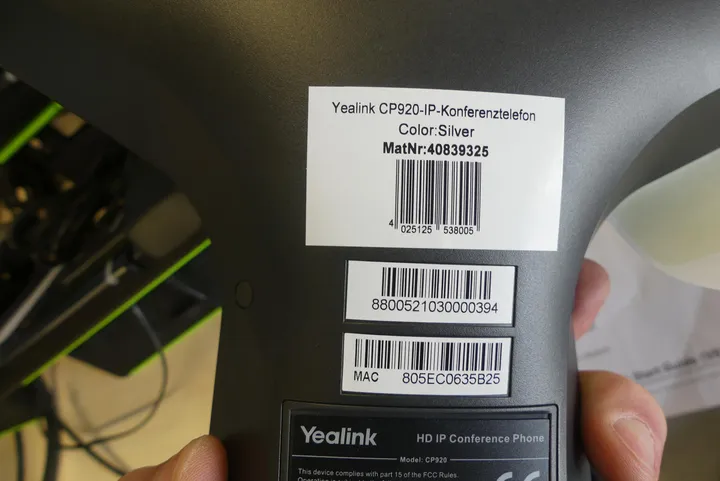 Yealink CP920-IP-Konferenztelefon
Color:Silver
MatNr:40839325
4 025125 538005
8800521030000394
MAC 805EC0635B25
Yealink HD IP Conference Phone
Model: CP920
This device complies with part 15 of the FCC Rules.
CE